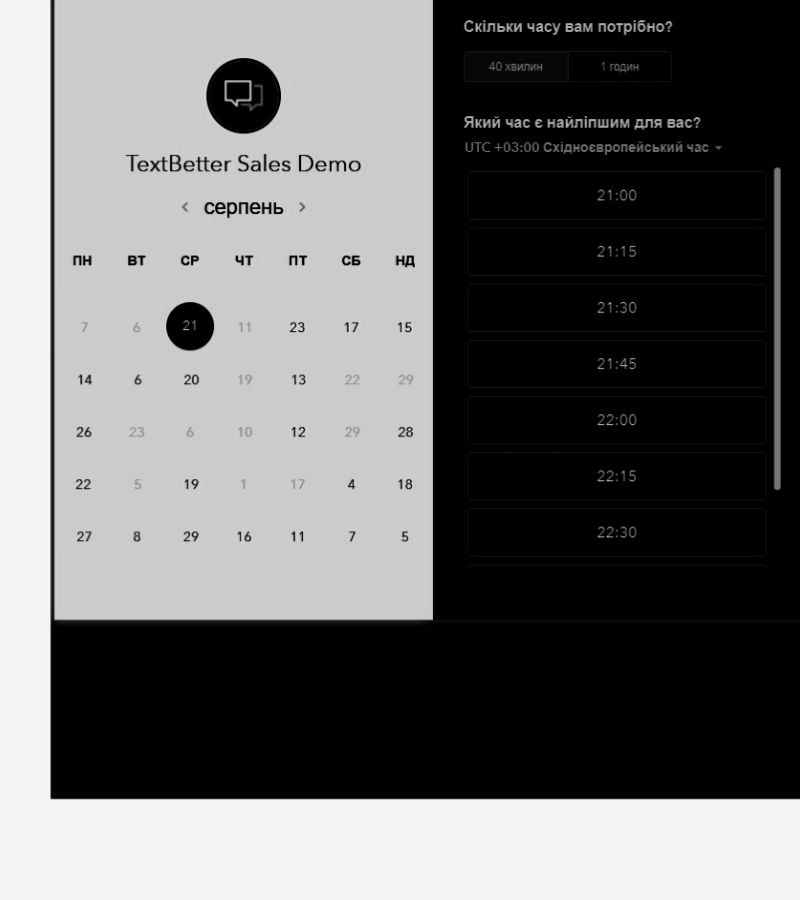 TextBetter Sales Demo
серпень
ПН ВТ СР ЧТ ПТ СБ НД
7 6 21 11 23 17 15
14 6 20 19 13 22 29
26 23 6 10 12 29 28
22 5 19 1 17 4 18
27 8 29 16 11 7 5
Скільки часу вам потрібно?
40 хвилин 1 годин
Який час є найліпшим для вас?
UTC +03:00 Східноєвропейський час
21:00
21:15
21:30
21:45
22:00
22:15
22:30